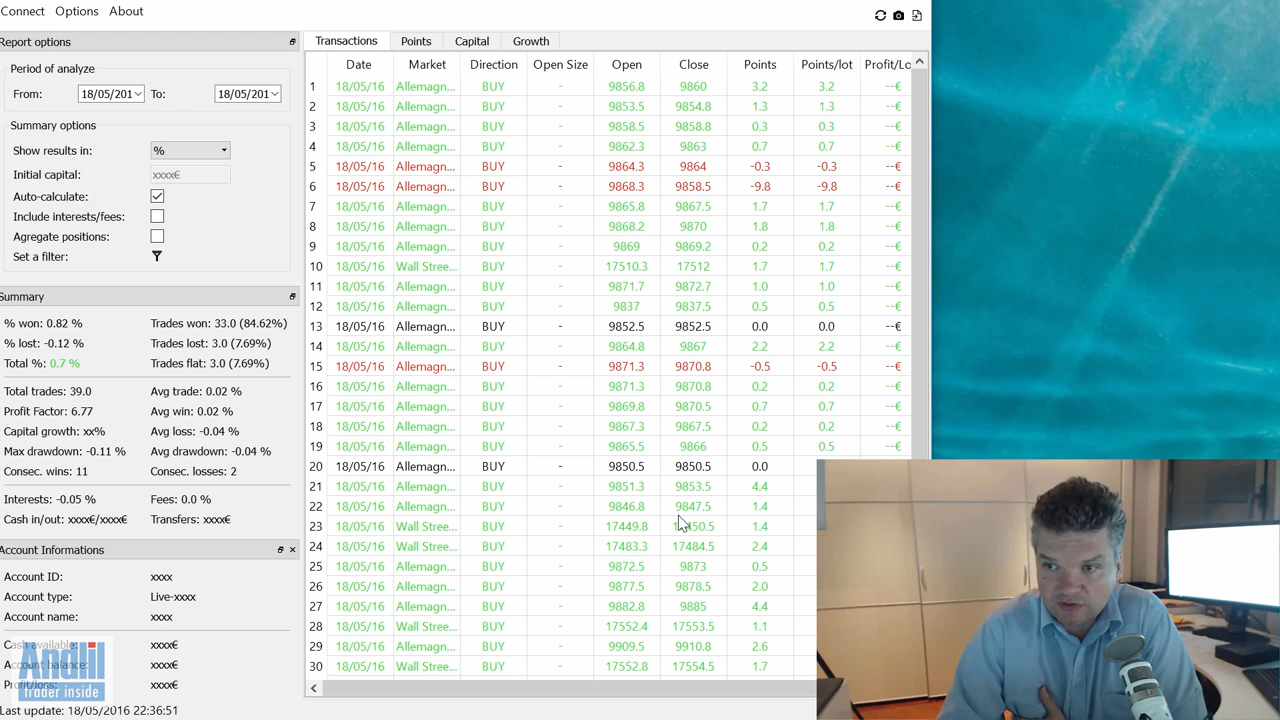 Connect Options About
Report options
Period of analyze
From: 18/05/201 To: 18/05/201
Summary options
Show results in: %
Initial capital: xxxx€
Auto-calculate:
Include interests/fees:
Agregate positions:
Set a filter:
Summary
% won: 0.82 % Trades won: 33.0 (84.62%)
% lost: -0.12 % Trades lost: 3.0 (7.69%)
Total %: 0.7 % Trades flat: 3.0 (7.69%)
Total trades: 39.0 Avg trade: 0.02 %
Profit Factor: 6.77 Avg win: 0.02 %
Capital growth: xx% Avg loss: -0.04 %
Max drawdown: -0.11 % Avg drawdown: -0.04 %
Consec. wins: 11 Consec. losses: 2
Interests: -0.05 % Fees: 0.0 %
Cash in/out: xxxx€/xxxx€ Transfers: xxxx€
Account Informations
Account ID: xxxx
Account type: Live-xxxx
Account name: xxxx
Cash available: xxxx€
Account balance: xxxx€
Profit/loss: xxxx€
Andlil
trader inside
Last update: 18/05/2016 22:36:51
Transactions Points Capital Growth
Date Market Direction Open Size Open Close Points Points/lot Profit/Lo
1 18/05/16 Allemagn... BUY - 9856.8 9860 3.2 3.2 --€
2 18/05/16 Allemagn... BUY - 9853.5 9854.8 1.3 1.3 --€
3 18/05/16 Allemagn... BUY - 9858.5 9858.8 0.3 0.3 --€
4 18/05/16 Allemagn... BUY - 9862.3 9863 0.7 0.7 --€
5 18/05/16 Allemagn... BUY - 9864.3 9864 -0.3 -0.3 --€
6 18/05/16 Allemagn... BUY - 9868.3 9858.5 -9.8 -9.8 --€
7 18/05/16 Allemagn... BUY - 9865.8 9867.5 1.7 1.7 --€
8 18/05/16 Allemagn... BUY - 9868.2 9870 1.8 1.8 --€
9 18/05/16 Allemagn... BUY - 9869 9869.2 0.2 0.2 --€
10 18/05/16 Wall Stree... BUY - 17510.3 17512 1.7 1.7 --€
11 18/05/16 Allemagn... BUY - 9871.7 9872.7 1.0 1.0 --€
12 18/05/16 Allemagn... BUY - 9837 9837.5 0.5 0.5 --€
13 18/05/16 Allemagn... BUY - 9852.5 9852.5 0.0 0.0 --€
14 18/05/16 Allemagn... BUY - 9864.8 9867 2.2 2.2 --€
15 18/05/16 Allemagn... BUY - 9871.3 9870.8 -0.5 -0.5 --€
16 18/05/16 Allemagn... BUY - 9871.3 9870.8 0.2 0.2 --€
17 18/05/16 Allemagn... BUY - 9869.8 9870.5 0.7 0.7 --€
18 18/05/16 Allemagn... BUY - 9867.3 9867.5 0.2 0.2 --€
19 18/05/16 Allemagn... BUY - 9865.5 9866 0.5 0.5 --€
20 18/05/16 Allemagn... BUY - 9850.5 9850.5 0.0
21 18/05/16 Allemagn... BUY - 9851.3 9853.5 4.4
22 18/05/16 Allemagn... BUY - 9846.8 9847.5 1.4
23 18/05/16 Wall Stree... BUY - 17449.8 1.4
24 18/05/16 Wall Stree... BUY - 17483.3 17484.5 2.4
25 18/05/16 Allemagn... BUY - 9872.5 9873 0.5
26 18/05/16 Allemagn... BUY - 9877.5 9878.5 2.0
27 18/05/16 Allemagn... BUY - 9882.8 9885 4.4
28 18/05/16 Wall Stree... BUY - 17552.4 17553.5 1.1
29 18/05/16 Allemagn... BUY - 9909.5 9910.8 2.6
30 18/05/16 Wall Stree... BUY - 17552.8 17554.5 1.7